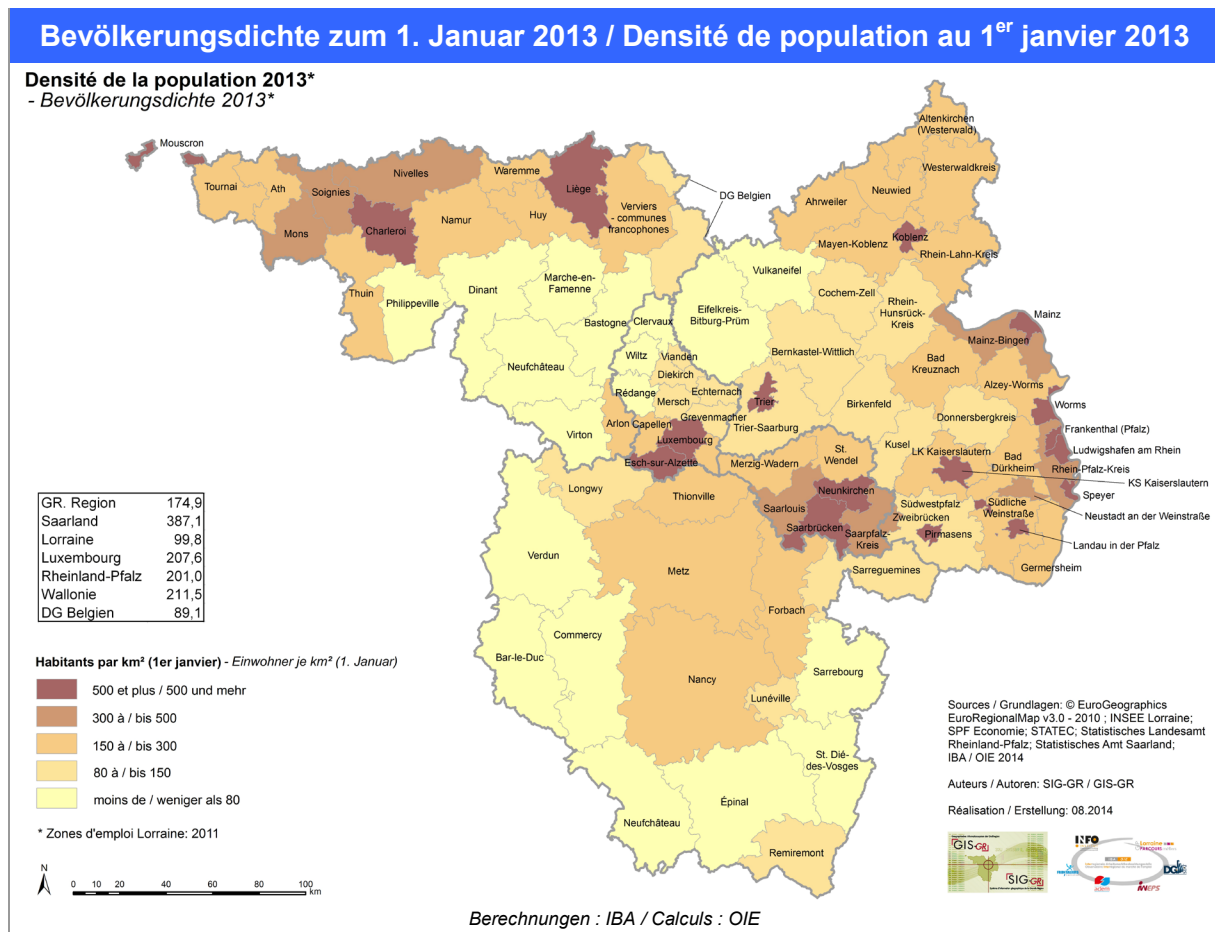 Bevölkerungsdichte zum 1. Januar 2013 / Densité de population au 1er janvier 2013
Densité de la population 2013*
- Bevölkerungsdichte 2013*
Mouscron
Tournai
Ath
Soignies
Nivelles
Mons
Charleroi
Thuin
Philippeville
Namur
Waremme
Huy
Liège
Verviers
- communes
francophones
DG Belgien
Dinant
Marche-en-
Famenne
Bastogne
Neufchâteau
Virton
Arlon
Clervaux
Wiltz
Vianden
Diekirch
Rédange
Mersch
Echternach
Grevenmacher
Capellen
Luxembourg
Esch-sur-Alzette
Altenkirchen
(Westerwald)
Westerwaldkreis
Neuwied
Ahrweiler
Koblenz
Mayen-Koblenz
Rhein-Lahn-Kreis
Vulkaneifel
Cochem-Zell
Eifelkreis-
Bitburg-Prüm
Rhein-
Hunsrück-
Kreis
Mainz
Mainz-Bingen
Bernkastel-Wittlich
Bad
Kreuznach
Alzey-Worms
Trier
Birkenfeld
Trier-Saarburg
Worms
Donnersbergkreis
Frankenthal (Pfalz)
Kusel
LK Kaiserslautern
Bad
Dürkheim
Ludwigshafen am Rhein
Rhein-Pfalz-Kreis
KS Kaiserslautern
Speyer
Neustadt an der Weinstraße
Südliche
Weinstraße
Landau in der Pfalz
Germersheim
Südwestpfalz
Zweibrücken
Pirmasens
Merzig-Wadern
St.
Wendel
Neunkirchen
Saarlouis
Saarbrücken
Saarpfalz-
Kreis
Sarreguemines
Longwy
Thionville
Verdun
Metz
Forbach
Commercy
Bar-le-Duc
Nancy
Sarrebourg
Lunéville
St. Dié-
des-Vosges
Épinal
Neufchâteau
Remiremont
GR. Region 174,9
Saarland 387,1
Lorraine 99,8
Luxembourg 207,6
Rheinland-Pfalz 201,0
Wallonie 211,5
DG Belgien 89,1
Habitants par km² (1er janvier) - Einwohner je km² (1. Januar)
500 et plus / 500 und mehr
300 à / bis 500
150 à / bis 300
80 à / bis 150
moins de / weniger als 80
* Zones d'emploi Lorraine: 2011
N
0 10 20 40 60 80 100
km
Sources / Grundlagen: © EuroGeographics
EuroRegionalMap v3.0 - 2010 ; INSEE Lorraine;
SPF Economie; STATEC; Statistisches Landesamt
Rheinland-Pfalz; Statistisches Amt Saarland;
IBA / OIE 2014
Auteurs / Autoren: SIG-GR / GIS-GR
Réalisation / Erstellung: 08.2014
GIS-GR
SIG-GR
INFO
Lorraine
PARCOURS
DG
adem
Berechnungen : IBA / Calculs : OIE